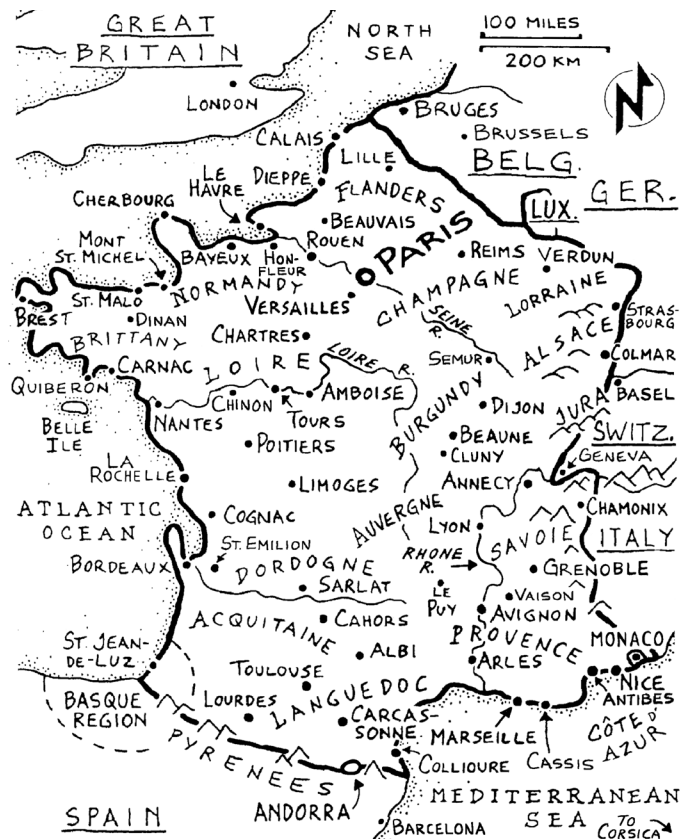 GREAT
BRITAIN
NORTH
SEA
100 MILES
200 KM
N
LONDON
BRUGES
BRUSSELS
CALAIS
LILLE
BELG.
LE
HAVRE
DIEPPE
FLANDERS
GER.
CHERBOURG
LUX.
BEAUVAIS
MONT
ST. MICHEL
BAYEUX
HON-
FLEUR
ROUEN
PARIS
REIMS
VERDUN
NORMANDY
CHAMPAGNE
LORRAINE
ST. MALO
VERSAILLES
BREST
DINAN
SEINE
R.
STRAS-
BOURG
BRITTANY
CHARTRES
ALSACE
LOIRE
LOIRE R.
SEMUR
COLMAR
CARNAC
QUIBERON
CHINON
TOURS
AMBOISE
BURGUNDY
DIJON
JURA
BASEL
BELLE
ILE
NANTES
POITIERS
BEAUNE
SWITZ.
CLUNY
GENEVA
LA
ROCHELLE
LIMOGES
ANNECY
ATLANTIC
OCEAN
COGNAC
AUVERGNE
LYON
CHAMONIX
SAVOIE
ITALY
BORDEAUX
ST. EMILION
DORDOGNE
RHONE
R.
GRENOBLE
SARLAT
LE
PUY
VAISON
ACQUITAINE
CAHORS
AVIGNON
ST. JEAN-
DE-LUZ
ALBI
PROVENCE
MONACO
TOULOUSE
ARLES
NICE
BASQUE
REGION
LOURDES
LANGUEDOC
ANTIBES
CARCAS-
SONNE
MARSEILLE
CASSIS
CÔTE D'
AZUR
PYRENEES
COLLIOURE
ANDORRA
MEDITERRANEAN
SEA
SPAIN
BARCELONA
TO
CORSICA